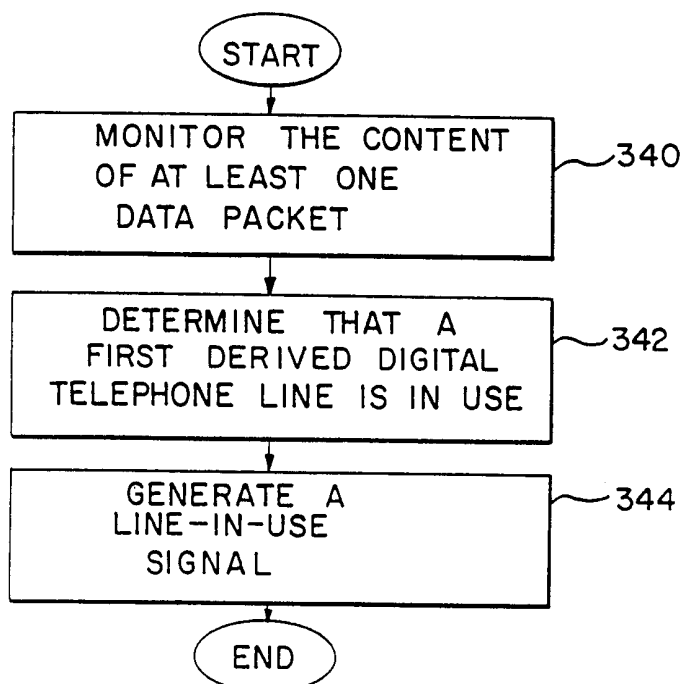 START
MONITOR THE CONTENT
OF AT LEAST ONE
DATA PACKET
340
DETERMINE THAT A
FIRST DERIVED DIGITAL
TELEPHONE LINE IS IN USE
342
GENERATE A
LINE-IN-USE
SIGNAL
344
END